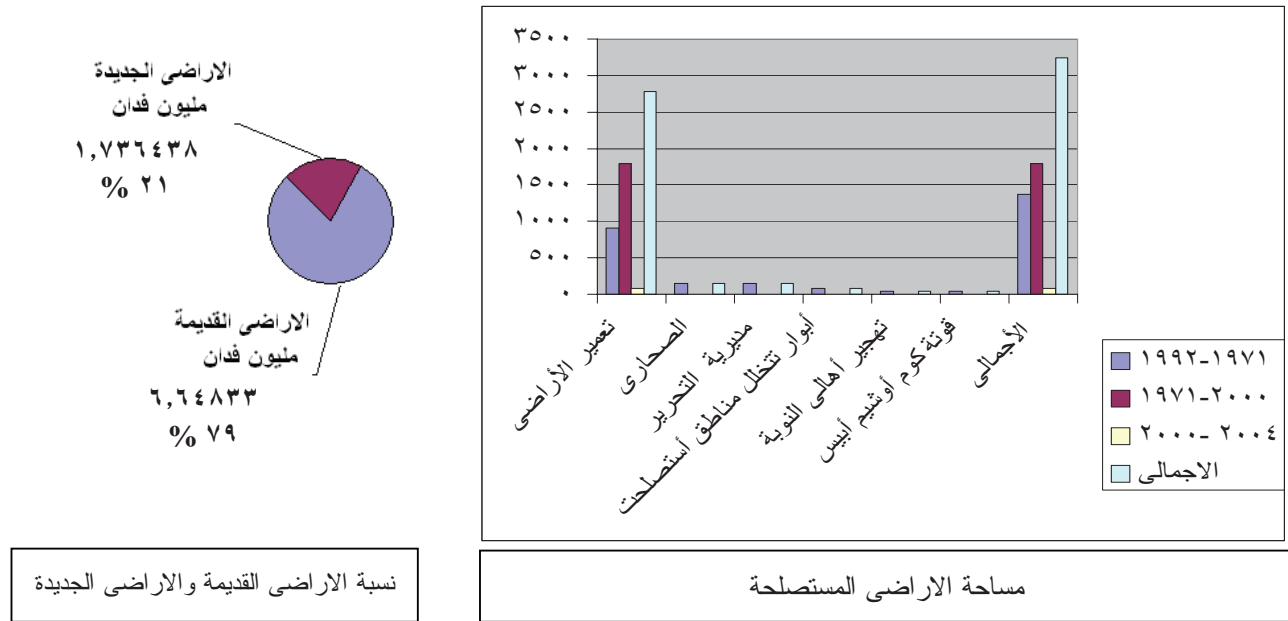 الاراضى الجديدة
مليون فدان
١,٧٣٦٤٣٨
% ٢١
الاراضى القديمة
مليون فدان
٦,٦٤٨٣٣
% ٧٩
نسبة الاراضى القديمة والاراضى الجديدة
٣٥٠٠
٣٠٠٠
٢٥٠٠
٢٠٠٠
١٥٠٠
١٠٠٠
٥٠٠
٠
تعمير الأراضى
الصحارى
مديرية التحرير
أبوار تتخلل مناطق أستصلحت
تهجير أهالى النوبة
قوتة كوم أوشيم أبيس
الأجمالى
١٩٧١-١٩٩٢
٢٠٠٠-١٩٧١
٢٠٠٤ -٢٠٠٠
الاجمالى
مساحة الاراضى المستصلحة